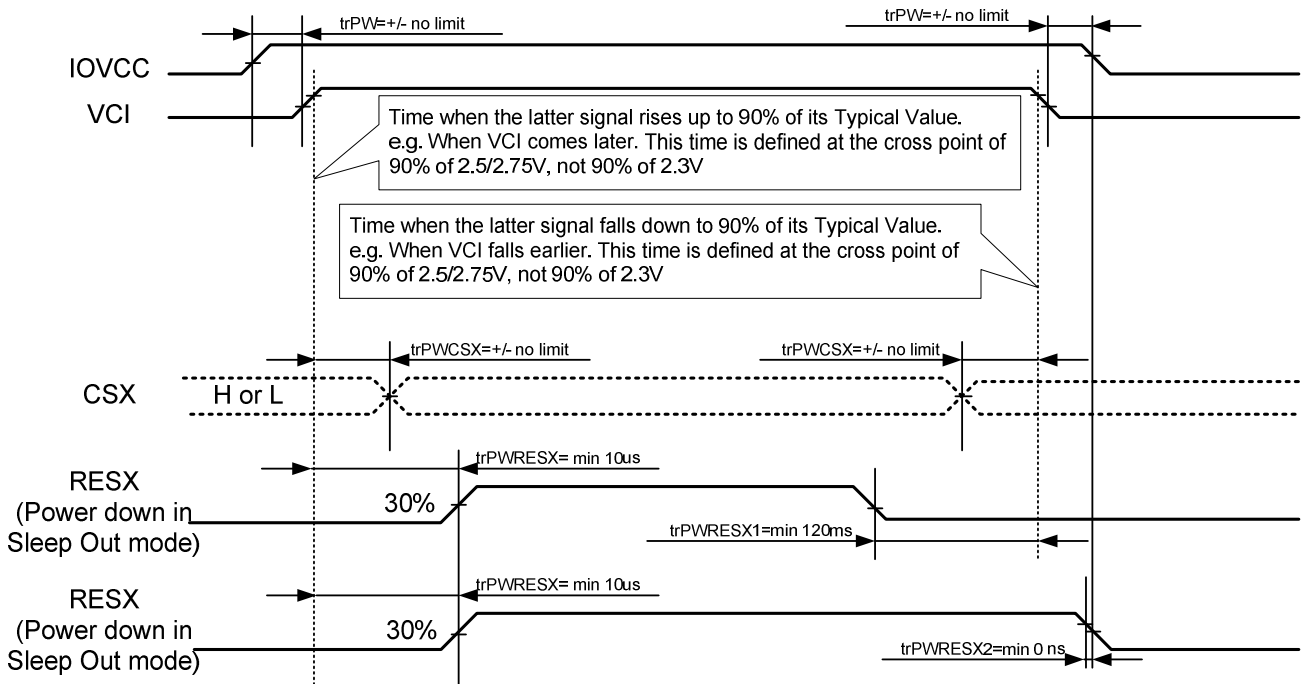 trPW=+/- no limit
trPW=+/- no limit
IOVCC
VCI
Time when the latter signal rises up to 90% of its Typical Value.
e.g. When VCI comes later. This time is defined at the cross point of
90% of 2.5/2.75V, not 90% of 2.3V
Time when the latter signal falls down to 90% of its Typical Value.
e.g. When VCI falls earlier. This time is defined at the cross point of
90% of 2.5/2.75V, not 90% of 2.3V
trPWCSX=+/- no limit
trPWCSX=+/- no limit
CSX
H or L
trPWRESX= min 10us
RESX
(Power down in
Sleep Out mode)
30%
trPWRESX1=min 120ms
trPWRESX= min 10us
RESX
(Power down in
Sleep Out mode)
30%
trPWRESX2=min 0 ns